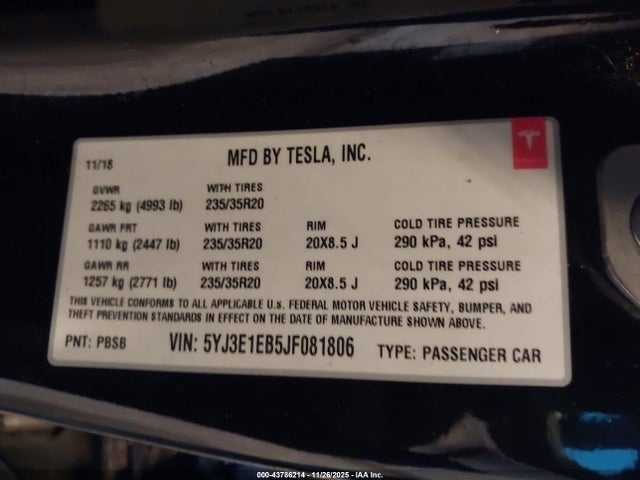 11/18 MFD BY TESLA, INC.
TESLA
GVWR WITH TIRES
2265 kg (4993 lb) 235/35R20
GAWR FRT WITH TIRES RIM COLD TIRE PRESSURE
1110 kg (2447 lb) 235/35R20 20X8.5 J 290 kPa, 42 psi
GAWR RR WITH TIRES RIM COLD TIRE PRESSURE
1257 kg (2771 lb) 235/35R20 20X8.5 J 290 kPa, 42 psi
THIS VEHICLE CONFORMS TO ALL APPLICABLE U.S. FEDERAL MOTOR VEHICLE SAFETY, BUMPER, AND
THEFT PREVENTION STANDARDS IN EFFECT ON THE DATE OF MANUFACTURE SHOWN ABOVE.
PNT: PBSB VIN: 5YJ3E1EB5JF081806 TYPE: PASSENGER CAR
000-43786214 - 11/26/2025 - IAA Inc.